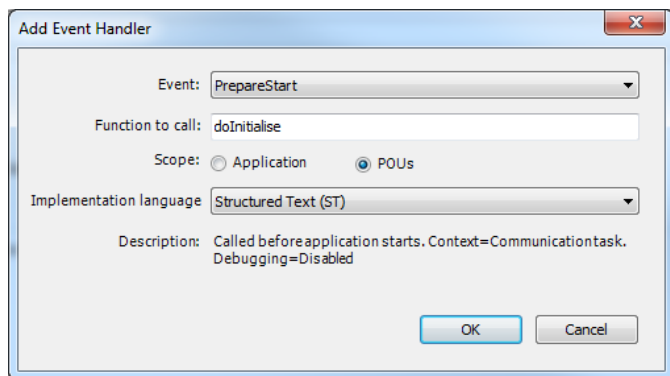 Add Event Handler
Event: PrepareStart
Function to call: doInitialise
Scope: Application POUs
Implementation language Structured Text (ST)
Description: Called before application starts. Context=Communication task.
Debugging=Disabled
OK Cancel